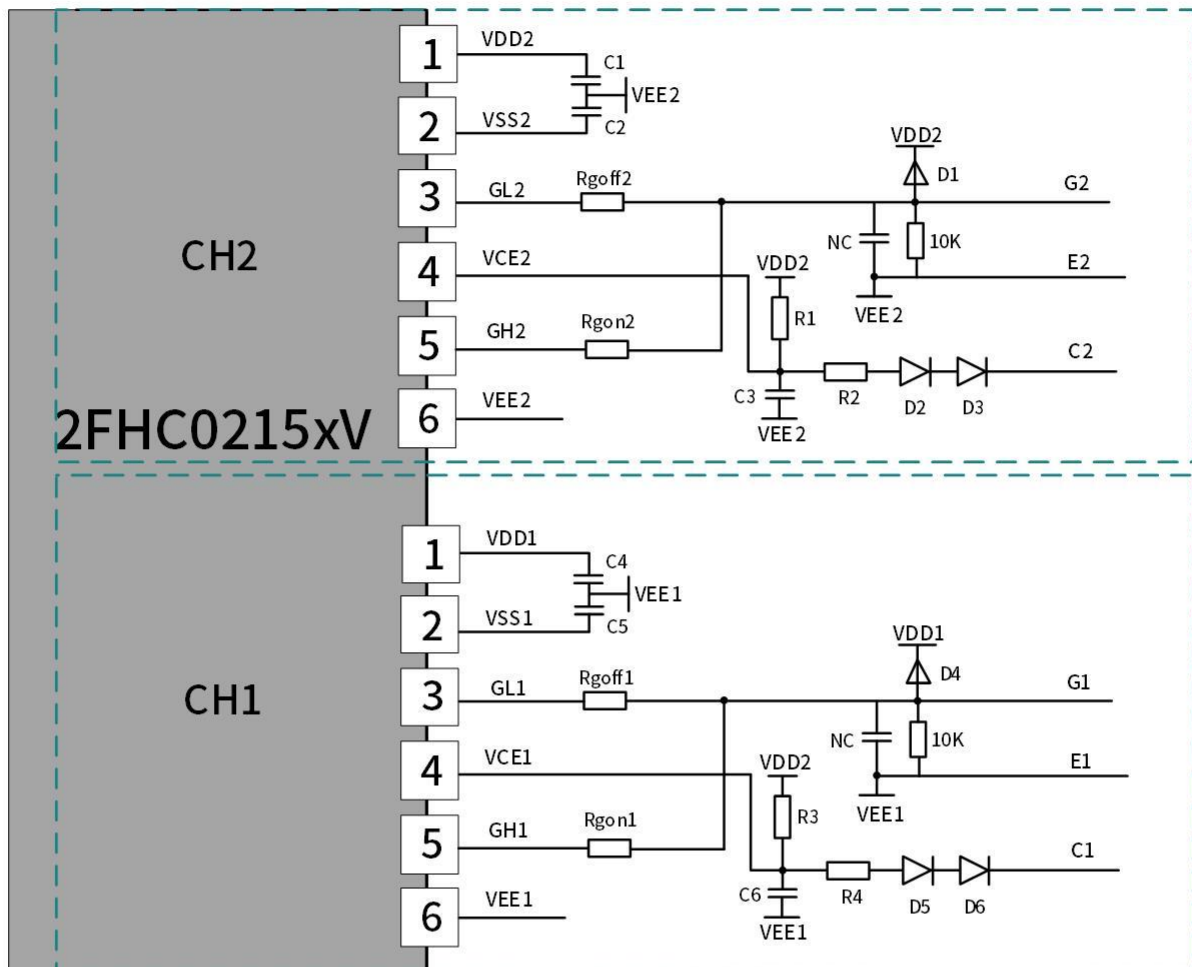 1
VDD2
C1
VEE2
C2
2
VSS2
3
GL2
Rgoff2
VDD2
D1
G2
NC
10K
4
VCE2
E2
VDD2
VEE2
R1
5
GH2
Rgon2
C2
C3
R2
D2
D3
VEE2
6
VEE2
CH2
2FHC0215xV
1
VDD1
C4
VEE1
C5
2
VSS1
3
GL1
Rgoff1
VDD1
D4
G1
NC
10K
4
VCE1
E1
VDD2
VEE1
R3
5
GH1
Rgon1
C1
C6
R4
D5
D6
VEE1
6
VEE1
CH1